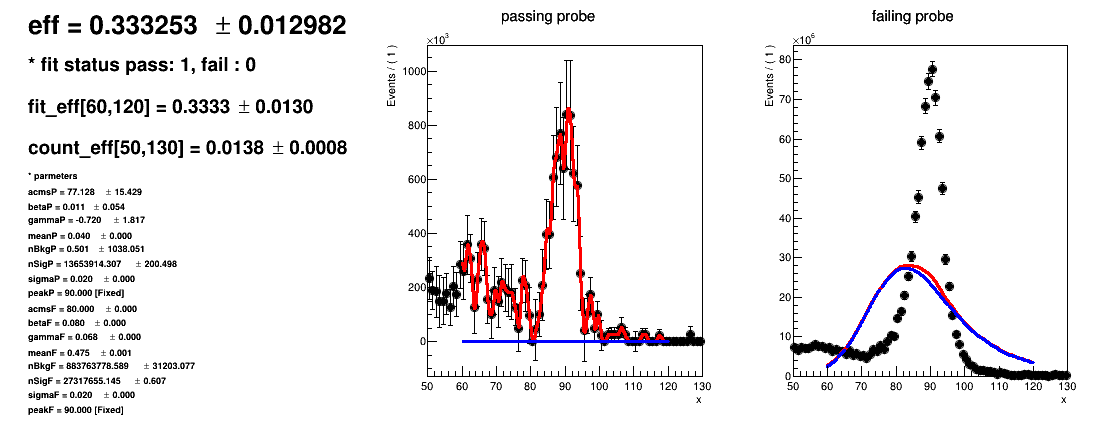 eff = 0.333253 ± 0.012982
* fit status pass: 1, fail : 0
fit_eff[60,120] = 0.3333 ± 0.0130
count_eff[50,130] = 0.0138 ± 0.0008
* parmeters
acmsP = 77.128 ± 15.429
betaP = 0.011 ± 0.054
gammaP = -0.720 ± 1.817
meanP = 0.040 ± 0.000
nBkgP = 0.501 ± 1038.051
nSigP = 13653914.307 ± 200.498
sigmaP = 0.020 ± 0.000
peakP = 90.000 [Fixed]
acmsF = 80.000 ± 0.000
betaF = 0.080 ± 0.000
gammaF = 0.068 ± 0.000
meanF = 0.475 ± 0.001
nBkgF = 883763778.589 ± 31203.077
nSigF = 27317655.145 ± 0.607
sigmaF = 0.020 ± 0.000
peakF = 90.000 [Fixed]
passing probe
×10³
Events / ( 1 )
1000
800
600
400
200
0
50 60 70 80 90 100 110 120 130
x
failing probe
×10⁶
Events / ( 1 )
80
70
60
50
40
30
20
10
0
50 60 70 80 90 100 110 120 130
x